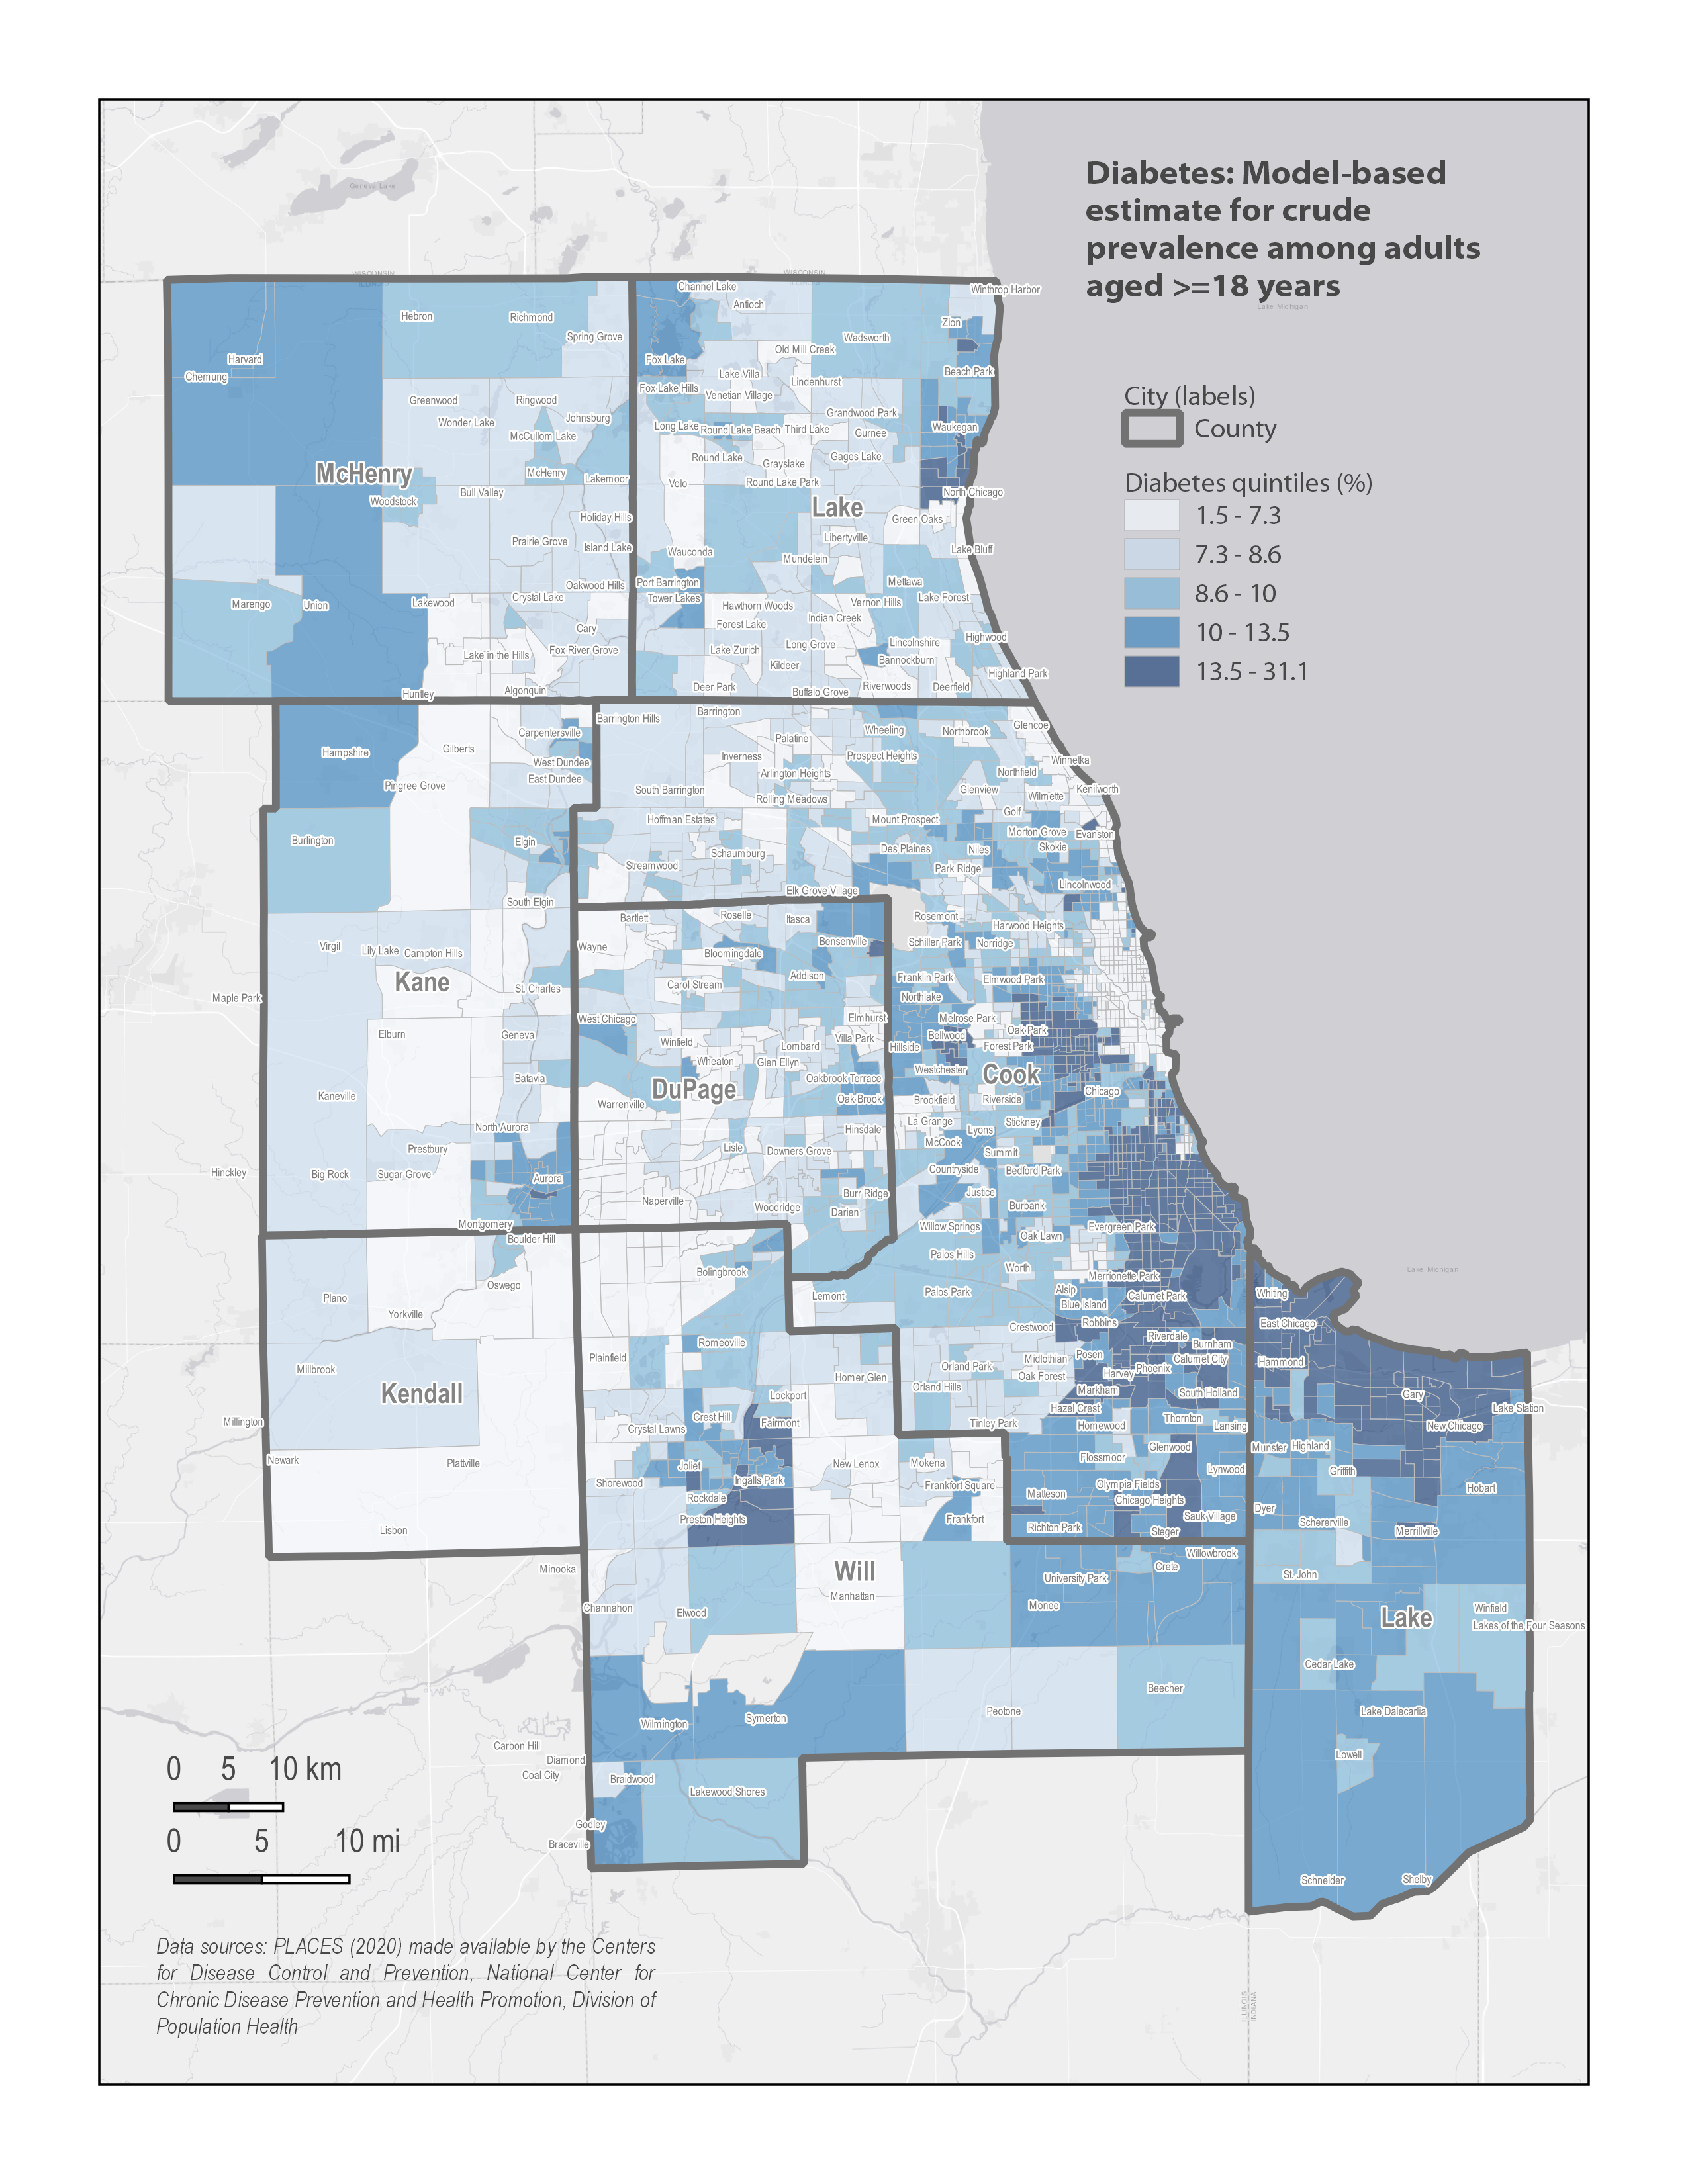 Diabetes: Model-based
estimate for crude
prevalence among adults
aged >=18 years
Lake Michigan
City (labels)
County
Diabetes quintiles (%)
1.5 - 7.3
7.3 - 8.6
8.6 - 10
10 - 13.5
13.5 - 31.1
Geneva Lake
WISCONSIN
ILLINOIS
WISCONSIN
ILLINOIS
McHenry
Hebron
Richmond
Spring Grove
Harvard
Chemung
Greenwood
Ringwood
Wonder Lake
Johnsburg
McCullom Lake
McHenry
Lakemoor
Woodstock
Bull Valley
Holiday Hills
Prairie Grove
Island Lake
Oakwood Hills
Marengo
Union
Lakewood
Crystal Lake
Cary
Lake in the Hills
Fox River Grove
Huntley
Algonquin
Lake
Channel Lake
Antioch
Winthrop Harbor
Zion
Wadsworth
Old Mill Creek
Fox Lake
Beach Park
Lake Villa
Lindenhurst
Fox Lake Hills
Venetian Village
Grandwood Park
Long Lake
Round Lake Beach
Third Lake
Gurnee
Waukegan
Round Lake
Grayslake
Gages Lake
Volo
Round Lake Park
North Chicago
Green Oaks
Libertyville
Wauconda
Mundelein
Lake Bluff
Port Barrington
Mettawa
Tower Lakes
Hawthorn Woods
Vernon Hills
Lake Forest
Forest Lake
Indian Creek
Lake Zurich
Long Grove
Lincolnshire
Highwood
Kildeer
Bannockburn
Highland Park
Deer Park
Buffalo Grove
Riverwoods
Deerfield
Kane
Hampshire
Gilberts
Carpentersville
West Dundee
East Dundee
Pingree Grove
Burlington
Elgin
South Elgin
Virgil
Lily Lake
Campton Hills
St. Charles
Maple Park
Elburn
Geneva
Batavia
Kaneville
North Aurora
Prestbury
Big Rock
Sugar Grove
Aurora
Hinckley
Montgomery
Cook
Barrington Hills
Barrington
Palatine
Wheeling
Northbrook
Glencoe
Inverness
Prospect Heights
Winnetka
Arlington Heights
Northfield
South Barrington
Rolling Meadows
Glenview
Wilmette
Kenilworth
Hoffman Estates
Mount Prospect
Golf
Morton Grove
Evanston
Schaumburg
Des Plaines
Niles
Skokie
Streamwood
Park Ridge
Lincolnwood
Elk Grove Village
Rosemont
Harwood Heights
Schiller Park
Norridge
Franklin Park
Elmwood Park
Northlake
Melrose Park
Oak Park
Bellwood
Hillside
Forest Park
Westchester
Chicago
Brookfield
Riverside
La Grange
Lyons
Stickney
McCook
Summit
Countryside
Bedford Park
Justice
Burbank
Willow Springs
Evergreen Park
Oak Lawn
Palos Hills
Worth
Merrionette Park
Lemont
Palos Park
Alsip
Calumet Park
Blue Island
Robbins
Crestwood
Riverdale
Burnham
Midlothian
Posen
Calumet City
Orland Park
Oak Forest
Harvey
Phoenix
Orland Hills
Markham
South Holland
Hazel Crest
Tinley Park
Homewood
Thornton
Lansing
Glenwood
Flossmoor
Lynwood
Olympia Fields
Matteson
Chicago Heights
Sauk Village
Richton Park
Steger
DuPage
Bartlett
Roselle
Itasca
Wayne
Bloomingdale
Bensenville
Addison
Carol Stream
West Chicago
Elmhurst
Winfield
Villa Park
Lombard
Wheaton
Glen Ellyn
Oakbrook Terrace
Oak Brook
Warrenville
Hinsdale
Lisle
Downers Grove
Naperville
Burr Ridge
Woodridge
Darien
Kendall
Boulder Hill
Oswego
Plano
Yorkville
Millbrook
Millington
Newark
Plattville
Lisbon
Minooka
Will
Bolingbrook
Romeoville
Plainfield
Homer Glen
Lockport
Crest Hill
Fairmont
Crystal Lawns
Joliet
New Lenox
Mokena
Shorewood
Ingalls Park
Frankfort Square
Rockdale
Preston Heights
Frankfort
Willowbrook
Crete
University Park
Manhattan
Monee
Channahon
Elwood
Beecher
Peotone
Wilmington
Symerton
Braidwood
Lakewood Shores
Carbon Hill
Diamond
Coal City
Godley
Braceville
Lake
Lake Michigan
Whiting
East Chicago
Hammond
Gary
Lake Station
New Chicago
Munster
Highland
Griffith
Hobart
Dyer
Schererville
Merrillville
St. John
Winfield
Lakes of the Four Seasons
Cedar Lake
Lake Dalecarlia
Lowell
Schneider
Shelby
ILLINOIS
INDIANA
0 5 10 km
0 5 10 mi
Data sources: PLACES (2020) made available by the Centers
for Disease Control and Prevention, National Center for
Chronic Disease Prevention and Health Promotion, Division of
Population Health